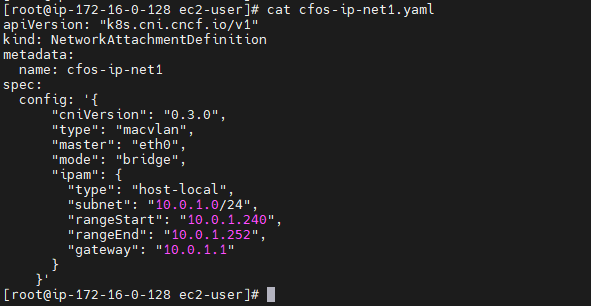 [root@ip-172-16-0-128 ec2-user]# cat cfos-ip-net1.yaml
apiVersion: "k8s.cni.cncf.io/v1"
kind: NetworkAttachmentDefinition
metadata:
  name: cfos-ip-net1
spec:
  config: '{
      "cniVersion": "0.3.0",
      "type": "macvlan",
      "master": "eth0",
      "mode": "bridge",
      "ipam": {
        "type": "host-local",
        "subnet": "10.0.1.0/24",
        "rangeStart": "10.0.1.240",
        "rangeEnd": "10.0.1.252",
        "gateway": "10.0.1.1"
      }
    }'
[root@ip-172-16-0-128 ec2-user]#